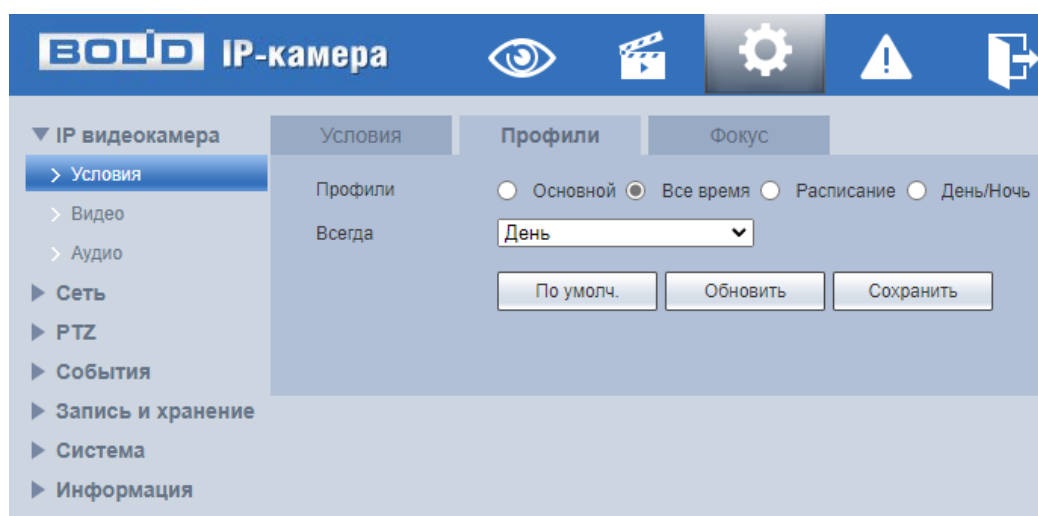 BOLID IP-камера
IP видеокамера
Условия
Видео
Аудио
Сеть
PTZ
События
Запись и хранение
Система
Информация
Условия Профили Фокус
Профили Основной Все время Расписание День/Ночь
Всегда День
По умолч. Обновить Сохранить